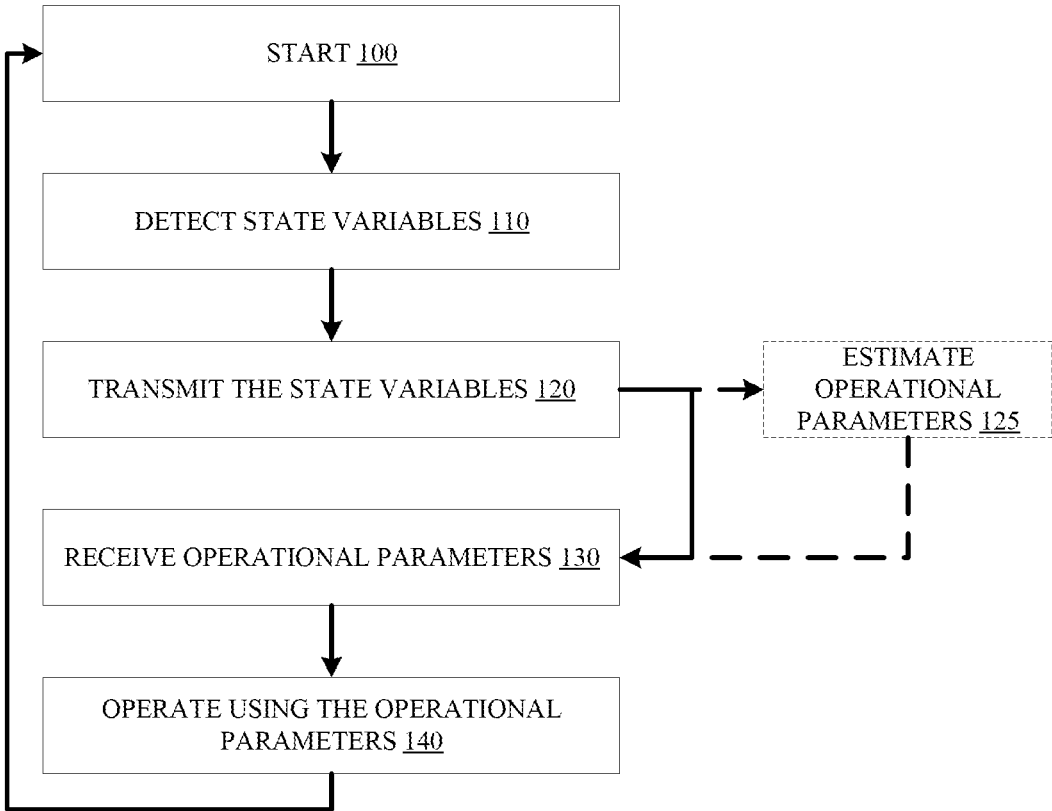 START 100
DETECT STATE VARIABLES 110
TRANSMIT THE STATE VARIABLES 120
ESTIMATE
OPERATIONAL
PARAMETERS 125
RECEIVE OPERATIONAL PARAMETERS 130
OPERATE USING THE OPERATIONAL
PARAMETERS 140